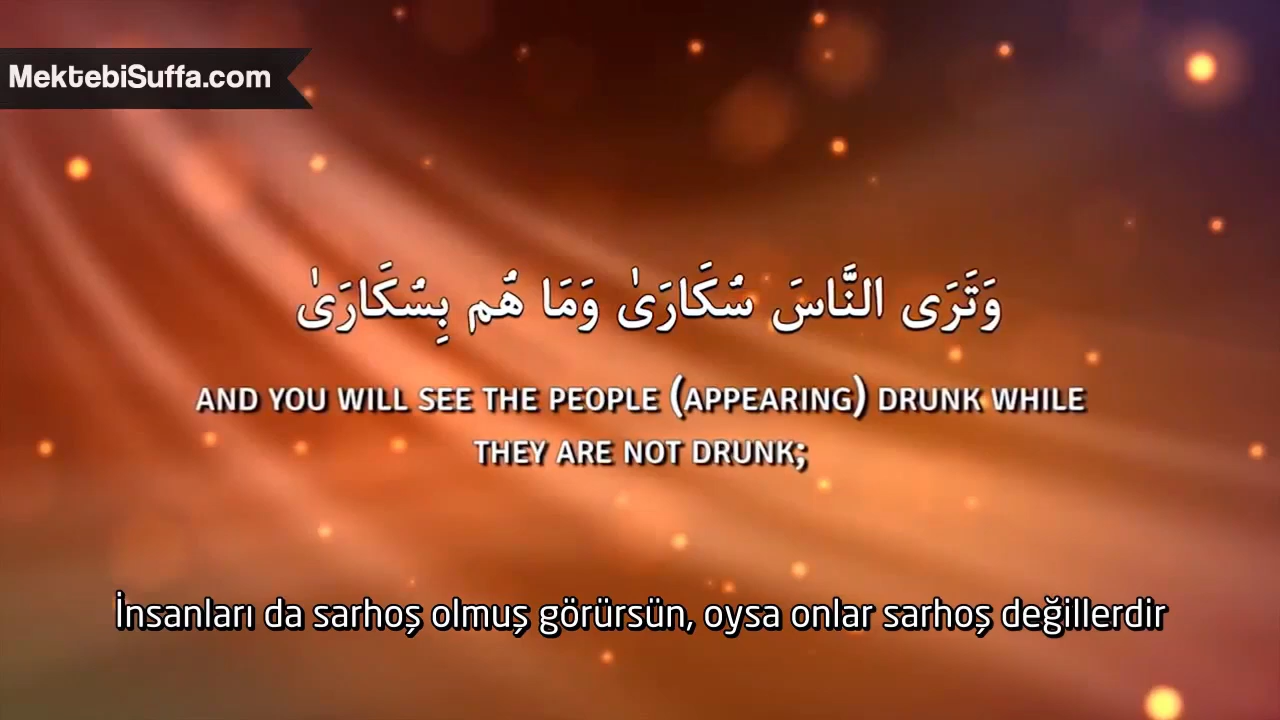 MektebiSuffa.com
وَتَرَى النَّاسَ سُكَارَىٰ وَمَا هُم بِسُكَارَىٰ
AND YOU WILL SEE THE PEOPLE (APPEARING) DRUNK WHILE
THEY ARE NOT DRUNK;
İnsanları da sarhoş olmuş görürsün, oysa onlar sarhoş değillerdir